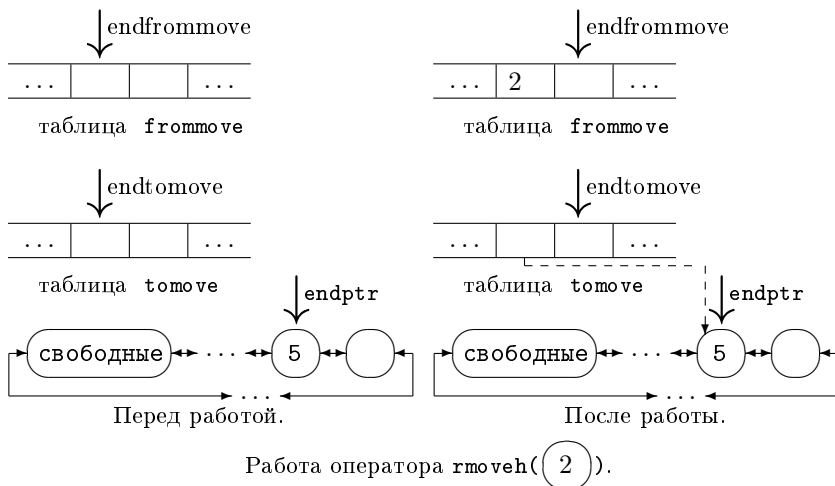 endfrommove endfrommove
... ... ... 2 ...
таблица frommove таблица frommove
endtomove endtomove
... ... ... ...
таблица tomove таблица tomove
endptr endptr
свободные ... 5 свободные ... 5
... ...
Перед работой. После работы.
Работа оператора rmoveh( 2 ).